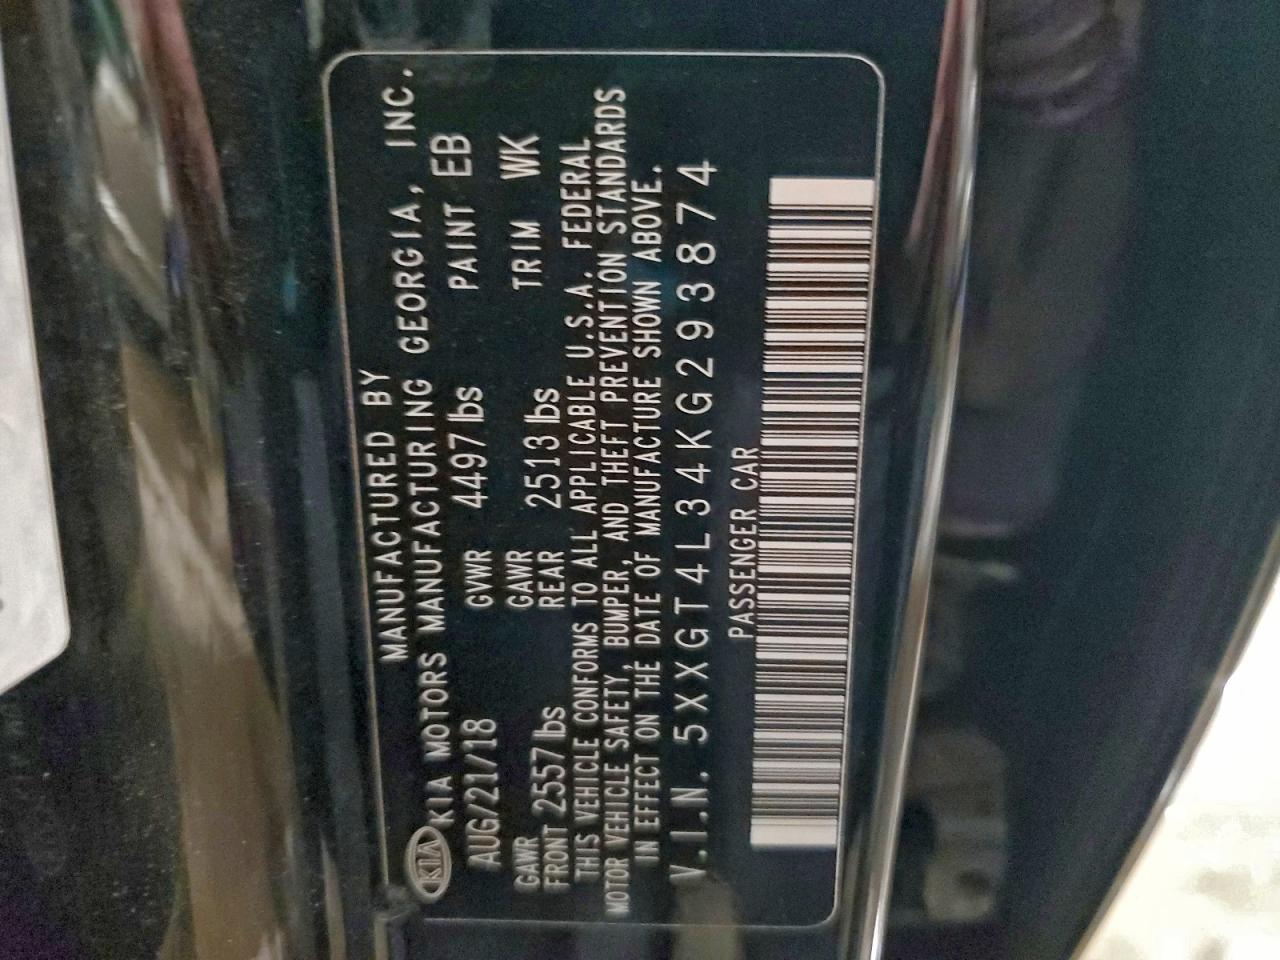 MANUFACTURED BY
KIA KIA MOTORS MANUFACTURING GEORGIA, INC.
AUG/21/18 GVWR 4497 lbs PAINT EB
GAWR FRONT 2557 lbs GAWR REAR 2513 lbs TRIM WK
THIS VEHICLE CONFORMS TO ALL APPLICABLE U.S.A. FEDERAL
MOTOR VEHICLE SAFETY, BUMPER, AND THEFT PREVENTION STANDARDS
IN EFFECT ON THE DATE OF MANUFACTURE SHOWN ABOVE.
V.I.N. 5XXGT4L34KG293874
PASSENGER CAR